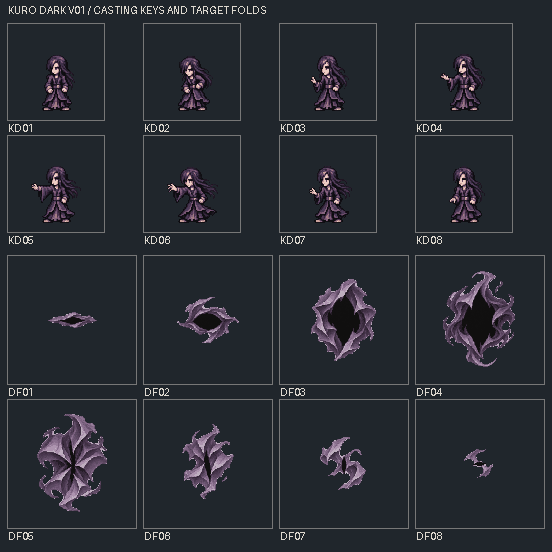 KURO DARK V01 / CASTING KEYS AND TARGET FOLDS
KD01 KD02 KD03 KD04
KD05 KD06 KD07 KD08
DF01 DF02 DF03 DF04
DF05 DF06 DF07 DF08